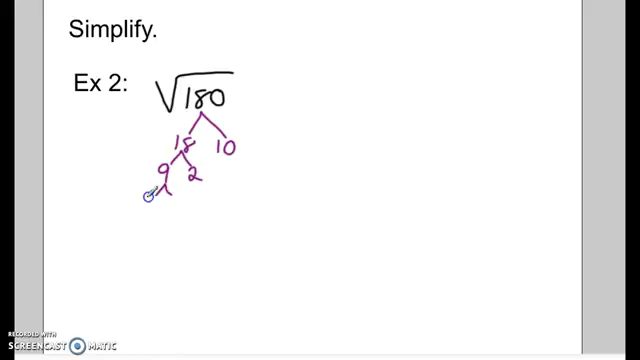 Simplify.
Ex 2: √180
18 10
9 2
RECORDED WITH
SCREENCAST MATIC